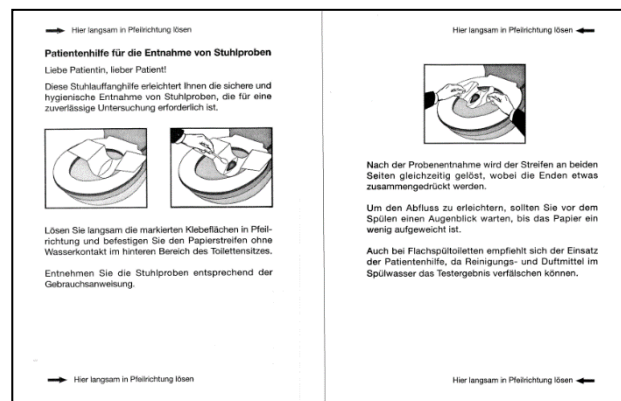 Hier langsam in Pfeilrichtung lösen
Patientenhilfe für die Entnahme von Stuhlproben
Liebe Patientin, lieber Patient!
Diese Stuhlauffanghilfe erleichtert Ihnen die sichere und
hygienische Entnahme von Stuhlproben, die für eine
zuverlässige Untersuchung erforderlich ist.
Lösen Sie langsam die markierten Klebeflächen in Pfeil-
richtung und befestigen Sie den Papierstreifen ohne
Wasserkontakt im hinteren Bereich des Toilettensitzes.
Entnehmen Sie die Stuhlproben entsprechend der
Gebrauchsanweisung.
Hier langsam in Pfeilrichtung lösen
Hier langsam in Pfeilrichtung lösen
Nach der Probenentnahme wird der Streifen an beiden
Seiten gleichzeitig gelöst, wobei die Enden etwas
zusammengedrückt werden.
Um den Abfluss zu erleichtern, sollten Sie vor dem
Spülen einen Augenblick warten, bis das Papier ein
wenig aufgeweicht ist.
Auch bei Flachspültoiletten empfiehlt sich der Einsatz
der Patientenhilfe, da Reinigungs- und Duftmittel im
Spülwasser das Testergebnis verfälschen können.
Hier langsam in Pfeilrichtung lösen